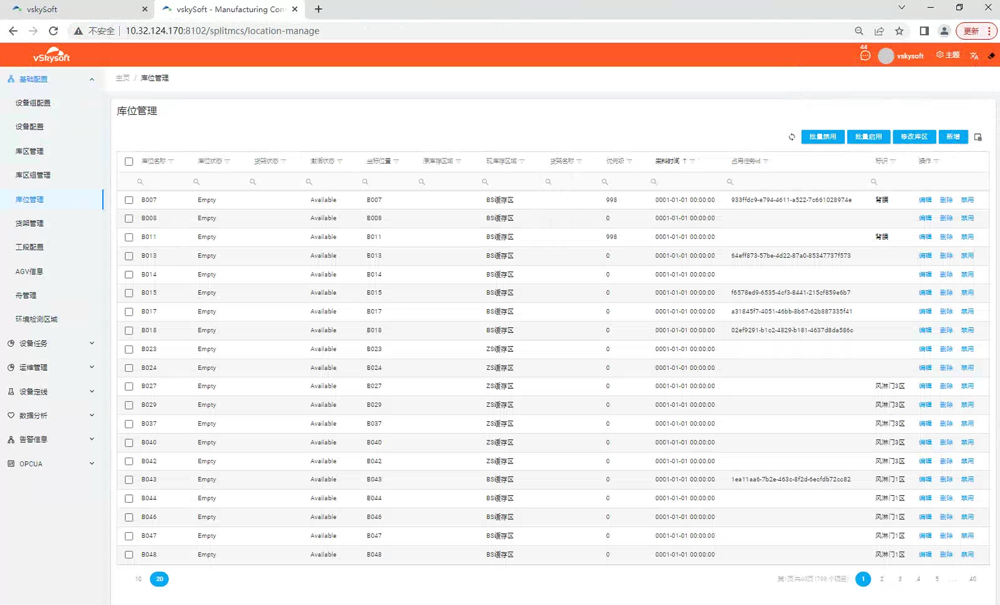 vskySoft
vskySoft - Manufacturing Con
不安全 10.32.124.170:8102/splitmcs/location-manage 更新
vSkysoft 44 vskysoft 主题
基础配置
设备组配置
设备配置
库区管理
库区组管理
库位管理
货架管理
工段配置
AGV信息
舟管理
环境检测区域
设备任务
运维管理
设备定线
数据分析
告警信息
OPCUA
主页 / 库位管理
库位管理
批量禁用 批量启用 修改库区 新增
库位名称 库位状态 货架状态 激活状态 坐标位置 原库存区域 现库存区域 货架名称 优先级 来料时间 占用任务id 标识 操作
B007 Empty Available B007 BS缓存区 998 0001-01-01 00:00:00 933ffdc9-e794-4611-a522-7c661028974e 背膜 编辑 删除 禁用
B008 Empty Available B008 BS缓存区 0 0001-01-01 00:00:00 编辑 删除 禁用
B011 Empty Available B011 BS缓存区 998 0001-01-01 00:00:00 背膜 编辑 删除 禁用
B013 Empty Available B013 BS缓存区 0 0001-01-01 00:00:00 64eff873-57be-4d22-87a0-85347737f573 编辑 删除 禁用
B014 Empty Available B014 BS缓存区 0 0001-01-01 00:00:00 编辑 删除 禁用
B015 Empty Available B015 BS缓存区 0 0001-01-01 00:00:00 f6578ed9-6535-4cf3-8441-215cf859e6b7 编辑 删除 禁用
B017 Empty Available B017 BS缓存区 0 0001-01-01 00:00:00 a31845f7-4051-46bb-8b67-62b887335f41 编辑 删除 禁用
B018 Empty Available B018 BS缓存区 0 0001-01-01 00:00:00 02ef9291-b1c2-4829-b181-4637d8da586c 编辑 删除 禁用
B023 Empty Available B023 ZS缓存区 0 0001-01-01 00:00:00 编辑 删除 禁用
B024 Empty Available B024 ZS缓存区 0 0001-01-01 00:00:00 编辑 删除 禁用
B027 Empty Available B027 ZS缓存区 0 0001-01-01 00:00:00 风淋门3区 编辑 删除 禁用
B029 Empty Available B029 ZS缓存区 0 0001-01-01 00:00:00 风淋门3区 编辑 删除 禁用
B037 Empty Available B037 ZS缓存区 0 0001-01-01 00:00:00 风淋门3区 编辑 删除 禁用
B040 Empty Available B040 ZS缓存区 0 0001-01-01 00:00:00 风淋门3区 编辑 删除 禁用
B042 Empty Available B042 ZS缓存区 0 0001-01-01 00:00:00 风淋门3区 编辑 删除 禁用
B043 Empty Available B043 BS缓存区 0 0001-01-01 00:00:00 1ea11aa6-7b2e-463c-8f2d-6ecfdb72cc82 风淋门1区 编辑 删除 禁用
B044 Empty Available B044 BS缓存区 0 0001-01-01 00:00:00 风淋门1区 编辑 删除 禁用
B046 Empty Available B046 BS缓存区 0 0001-01-01 00:00:00 风淋门1区 编辑 删除 禁用
B047 Empty Available B047 BS缓存区 0 0001-01-01 00:00:00 风淋门1区 编辑 删除 禁用
B048 Empty Available B048 BS缓存区 0 0001-01-01 00:00:00 风淋门1区 编辑 删除 禁用
10 20 第1页,共40页 (798 个项目) 1 2 3 4 5 ... 40